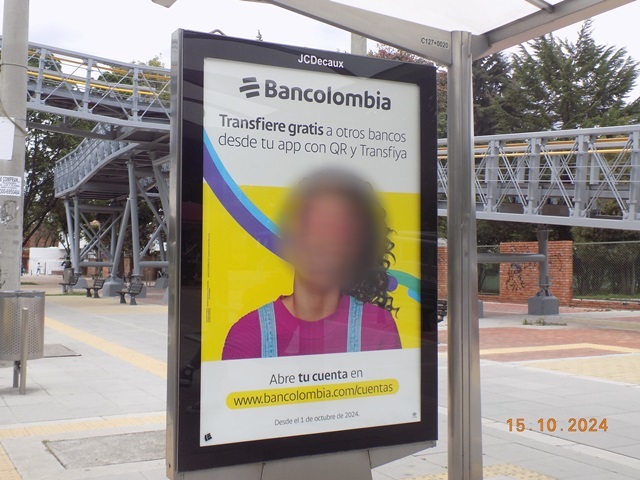 C127+0020
JCDecaux
Bancolombia
Transfiere gratis a otros bancos
desde tu app con QR y Transfiya
Abre tu cuenta en
www.bancolombia.com/cuentas
Desde el 1 octubre de 2024.
15.10.2024